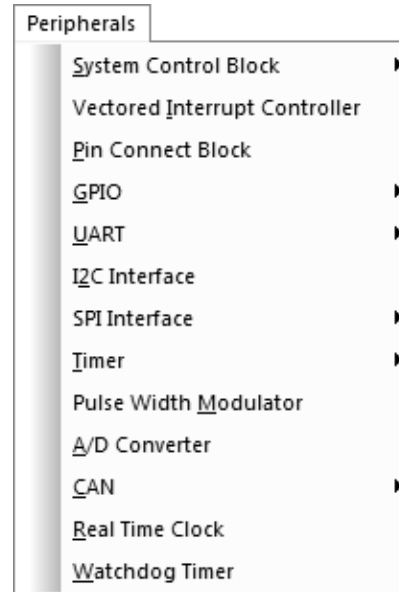 Peripherals
System Control Block
Vectored Interrupt Controller
Pin Connect Block
GPIO
UART
I2C Interface
SPI Interface
Timer
Pulse Width Modulator
A/D Converter
CAN
Real Time Clock
Watchdog Timer